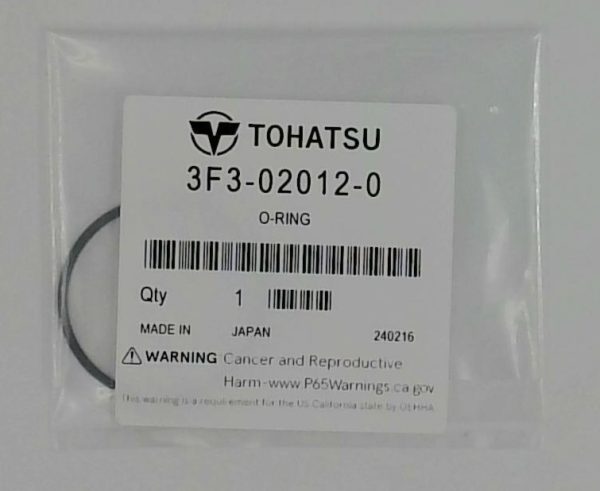 TOHATSU
3F3-02012-0
O-RING
Qty 1
MADE IN JAPAN 240216
WARNING Cancer and Reproductive
Harm-www.P65Warnings.ca.gov
This warning is a requirement for the US California state by OEHHA